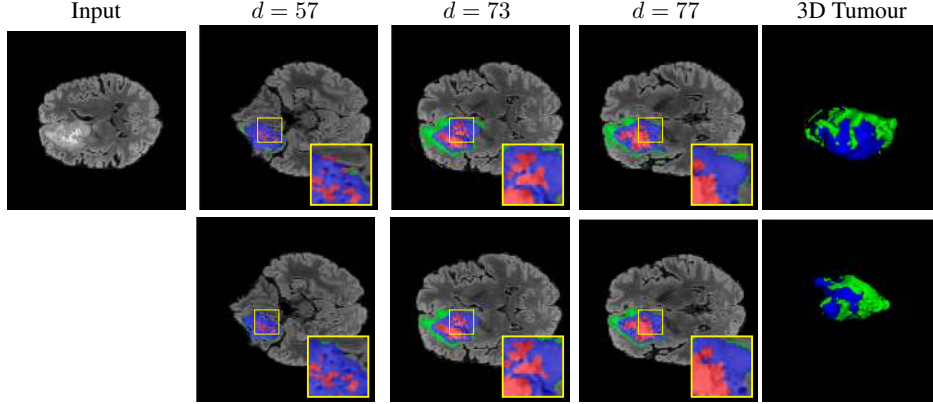 Input d = 57 d = 73 d = 77 3D Tumour